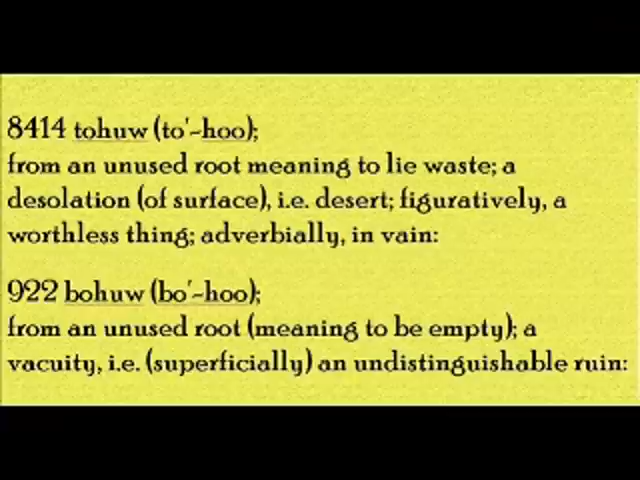 8414 tohuw (to'-hoo);
from an unused root meaning to lie waste; a
desolation (of surface), i.e. desert; figuratively, a
worthless thing; adverbially, in vain:
922 bohuw (bo'-hoo);
from an unused root (meaning to be empty); a
vacuity, i.e. (superficially) an undistinguishable ruin: